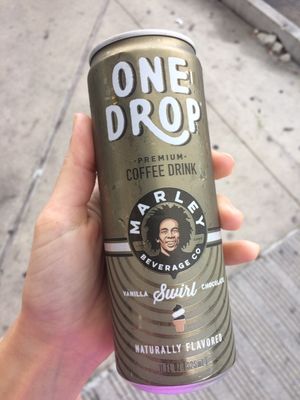 ONE
DROP
PREMIUM
COFFEE DRINK
MARLEY
BEVERAGE CO
VANILLA Swirl CHOCOLATE
NATURALLY FLAVORED